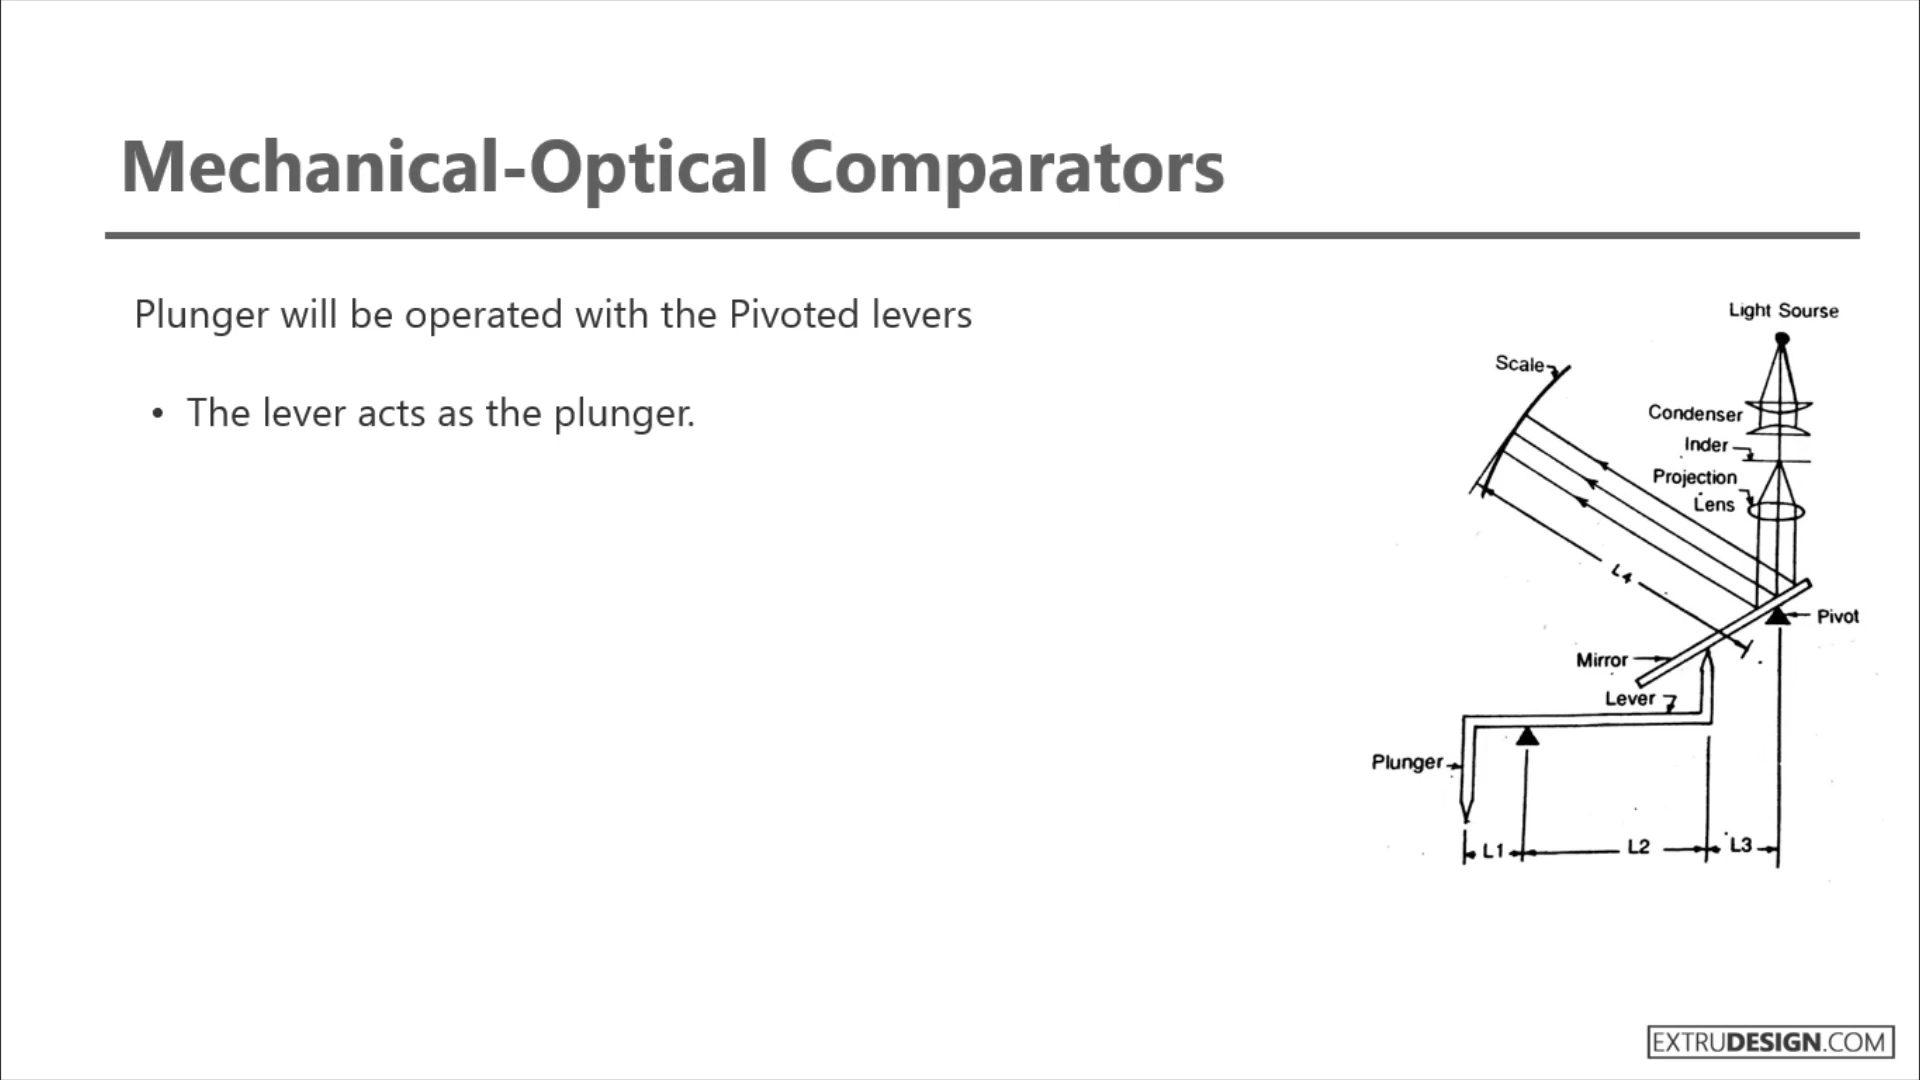 Mechanical-Optical Comparators
Plunger will be operated with the Pivoted levers
• The lever acts as the plunger.
Light Sourse
Scale
Condenser
Inder
Projection
Lens
L4
Pivot
Mirror
Lever
Plunger
L1 L2 L3
EXTRUDESIGN.COM